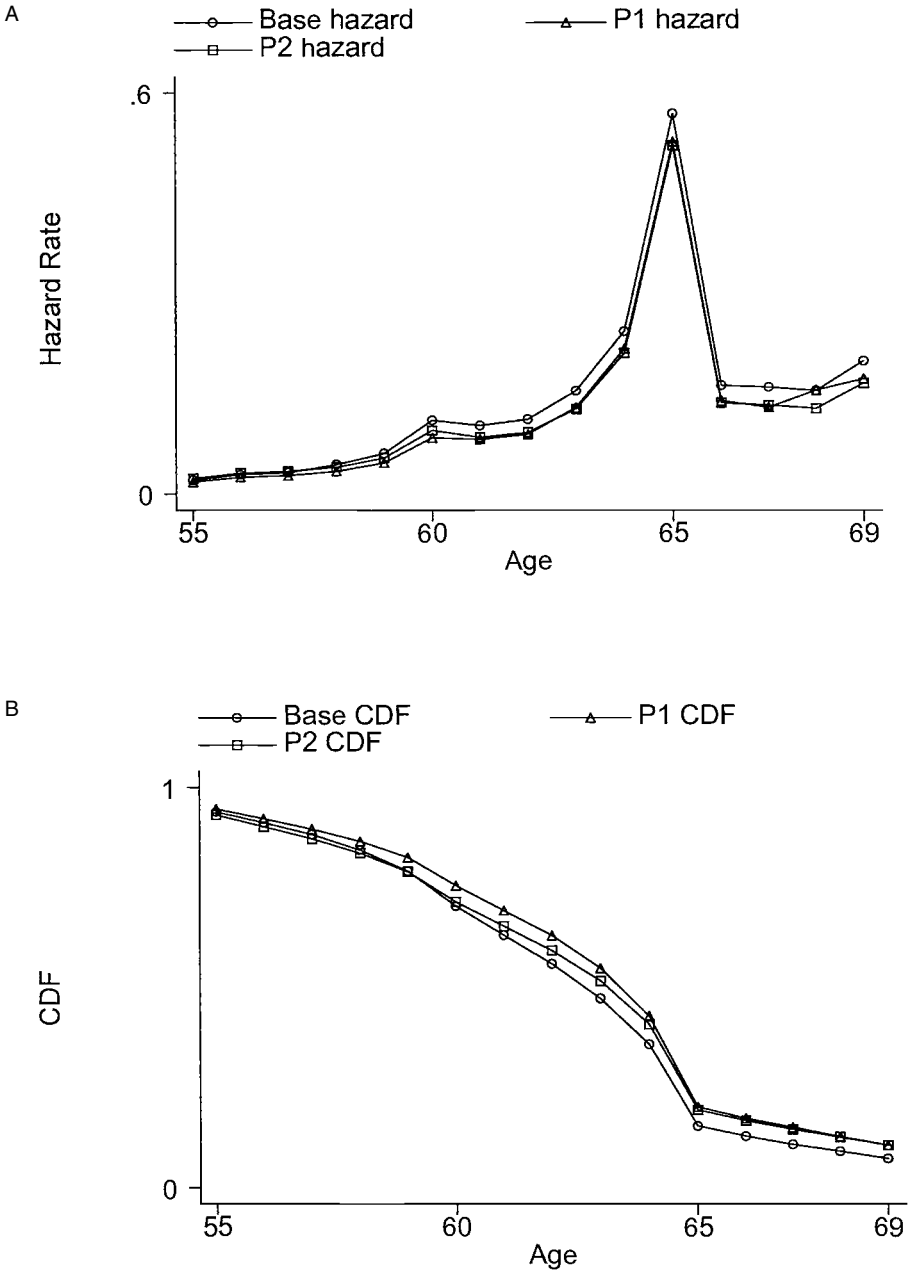 A
Base hazard
P1 hazard
P2 hazard
.6
Hazard Rate
0
55
60
65
69
Age
B
Base CDF
P1 CDF
P2 CDF
1
CDF
0
55
60
65
69
Age